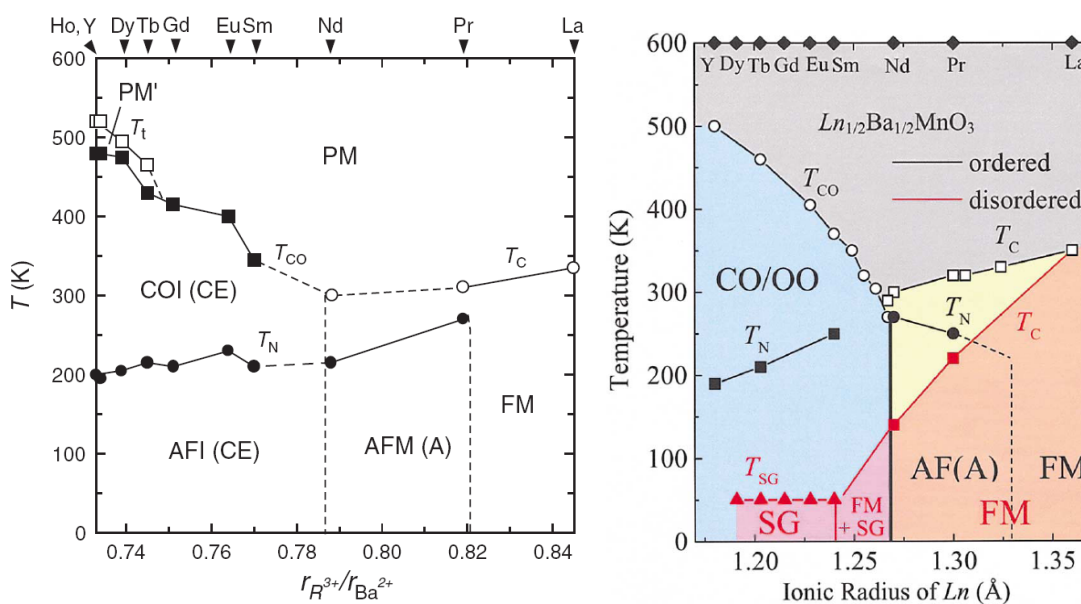 Ho, Y Dy Tb Gd Eu Sm Nd Pr La
600
500
400
300
200
100
0
T (K)
PM'
Tt
PM
TCO
TC
COI (CE)
TN
FM
AFI (CE)
AFM (A)
0.74 0.76 0.78 0.80 0.82 0.84
rR3+/rBa2+
600
500
400
300
200
100
0
Temperature (K)
Y Dy Tb Gd Eu Sm Nd Pr La
Ln1/2Ba1/2MnO3
ordered
disordered
TCO
TC
CO/OO
TN
TN
TC
TSG
AF(A)
FM
SG
FM
+ SG
FM
1.20 1.25 1.30 1.35
Ionic Radius of Ln (Å)